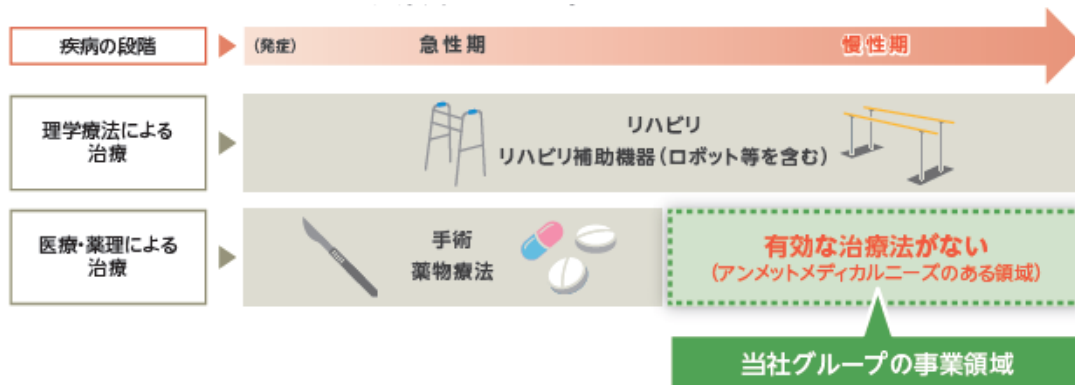 疾病の段階
(発症)
急性期
慢性期
理学療法による
治療
リハビリ
リハビリ補助機器(ロボット等を含む)
医療・薬理による
治療
手術
薬物療法
有効な治療法がない
(アンメットメディカルニーズのある領域)
当社グループの事業領域